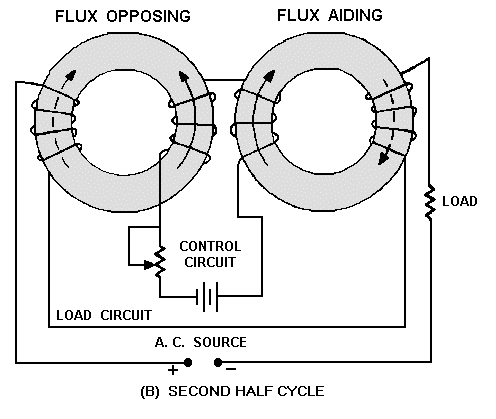 FLUX OPPOSING
FLUX AIDING
LOAD
CONTROL
CIRCUIT
LOAD CIRCUIT
A. C. SOURCE
+
−
(B) SECOND HALF CYCLE